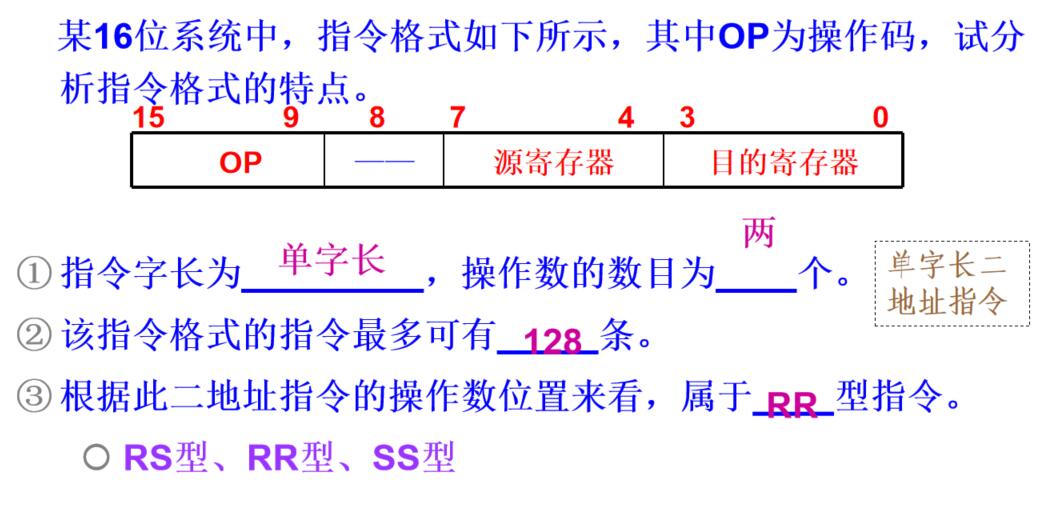 某16位系统中，指令格式如下所示，其中OP为操作码，试分
析指令格式的特点。
15 9 8 7 4 3 0
OP —— 源寄存器 目的寄存器
①指令字长为单字长，操作数的数目为两个。
单字长二
地址指令
②该指令格式的指令最多可有128条。
③根据此二地址指令的操作数位置来看，属于RR型指令。
RS型、RR型、SS型